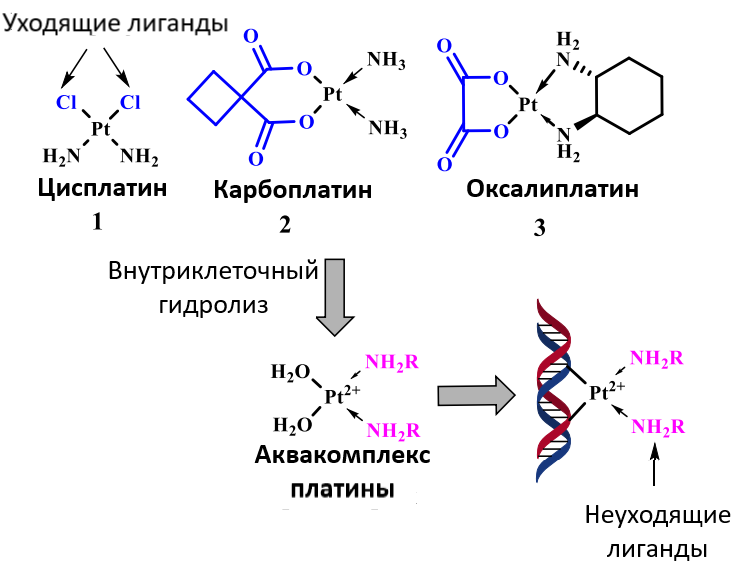 Уходящие лиганды
Cl Cl
Pt
H₂N NH₂
Цисплатин
1
O
O
O
O
Pt
NH₃
NH₃
Карбоплатин
2
O
O
O
O
Pt
H₂
N
N
H₂
Оксалиплатин
3
Внутриклеточный
гидролиз
H₂O
H₂O
Pt²⁺
NH₂R
NH₂R
Аквакомплекс
платины
Pt²⁺
NH₂R
NH₂R
Неуходящие
лиганды